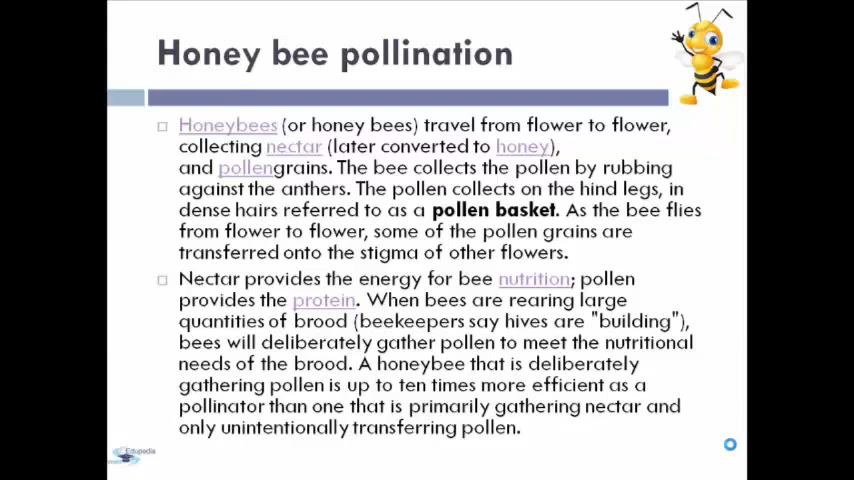 Honey bee pollination
Honeybees (or honey bees) travel from flower to flower,
collecting nectar (later converted to honey),
and pollengrains. The bee collects the pollen by rubbing
against the anthers. The pollen collects on the hind legs, in
dense hairs referred to as a pollen basket. As the bee flies
from flower to flower, some of the pollen grains are
transferred onto the stigma of other flowers.
Nectar provides the energy for bee nutrition; pollen
provides the protein. When bees are rearing large
quantities of brood (beekeepers say hives are "building"),
bees will deliberately gather pollen to meet the nutritional
needs of the brood. A honeybee that is deliberately
gathering pollen is up to ten times more efficient as a
pollinator than one that is primarily gathering nectar and
only unintentionally transferring pollen.
Edupedia